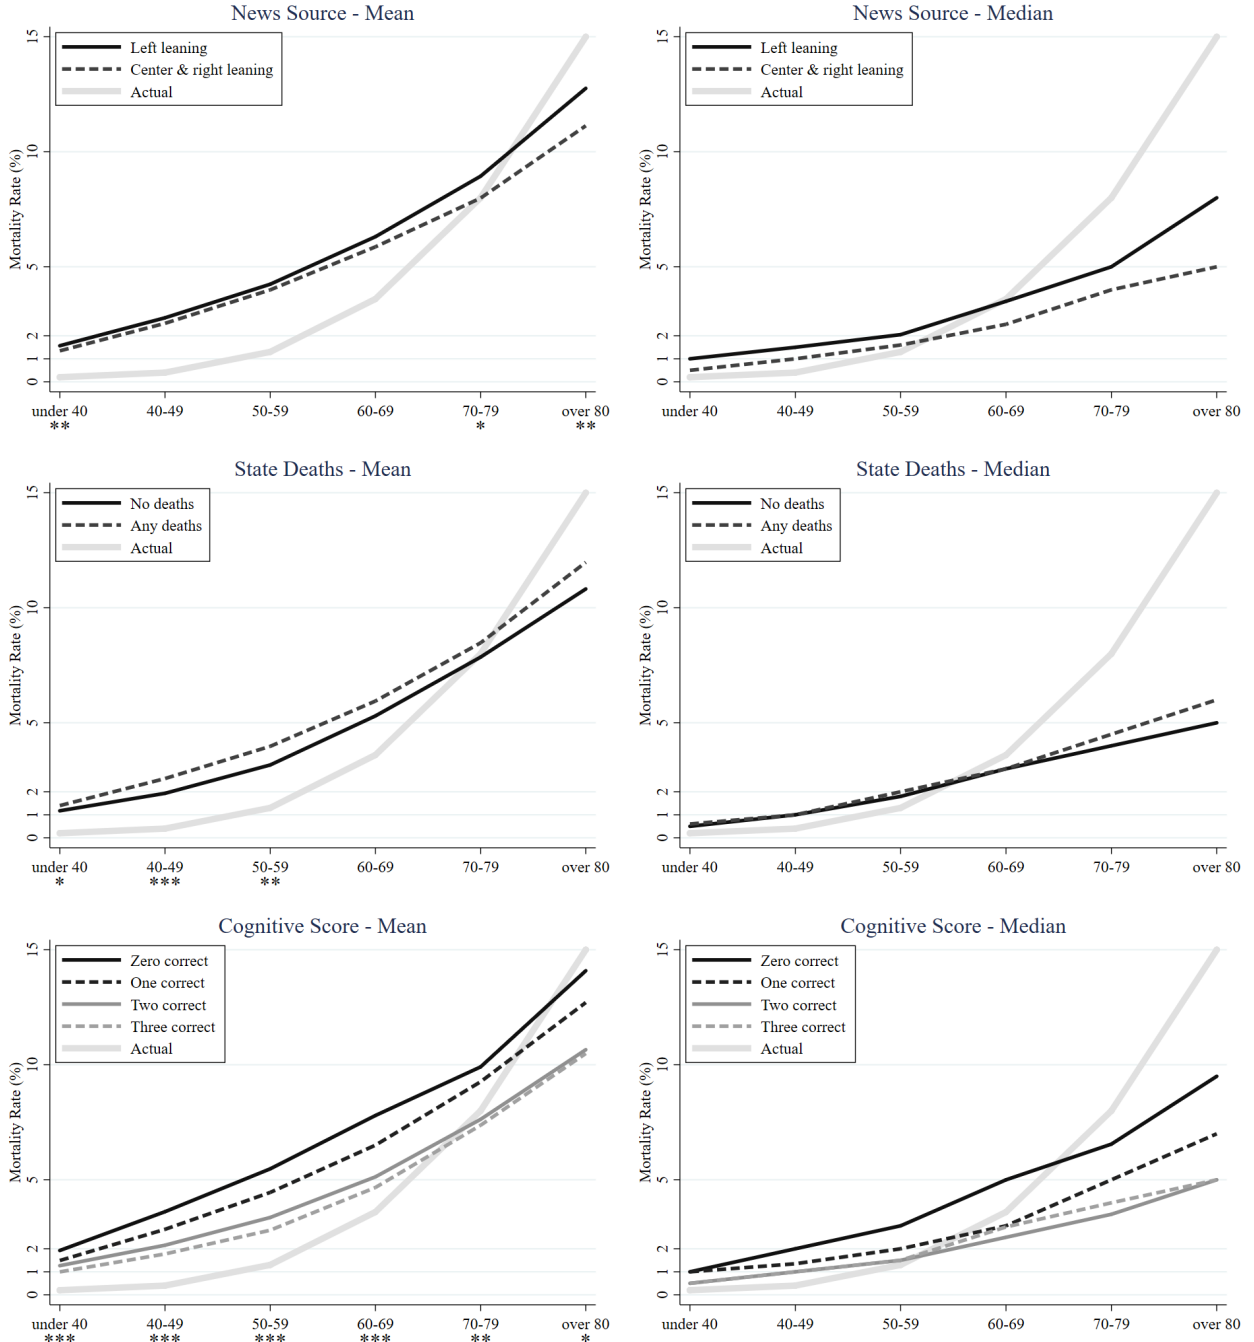 News Source - Mean
Left leaning
Center & right leaning
Actual
Mortality Rate (%)
15
10
5
2
1
0
under 40 40-49 50-59 60-69 70-79 over 80
** * **
News Source - Median
Left leaning
Center & right leaning
Actual
Mortality Rate (%)
15
10
5
2
1
0
under 40 40-49 50-59 60-69 70-79 over 80
State Deaths - Mean
No deaths
Any deaths
Actual
Mortality Rate (%)
15
10
5
2
1
0
under 40 40-49 50-59 60-69 70-79 over 80
* *** **
State Deaths - Median
No deaths
Any deaths
Actual
Mortality Rate (%)
15
10
5
2
1
0
under 40 40-49 50-59 60-69 70-79 over 80
Cognitive Score - Mean
Zero correct
One correct
Two correct
Three correct
Actual
Mortality Rate (%)
15
10
5
2
1
0
under 40 40-49 50-59 60-69 70-79 over 80
*** *** *** *** ** *
Cognitive Score - Median
Zero correct
One correct
Two correct
Three correct
Actual
Mortality Rate (%)
15
10
5
2
1
0
under 40 40-49 50-59 60-69 70-79 over 80